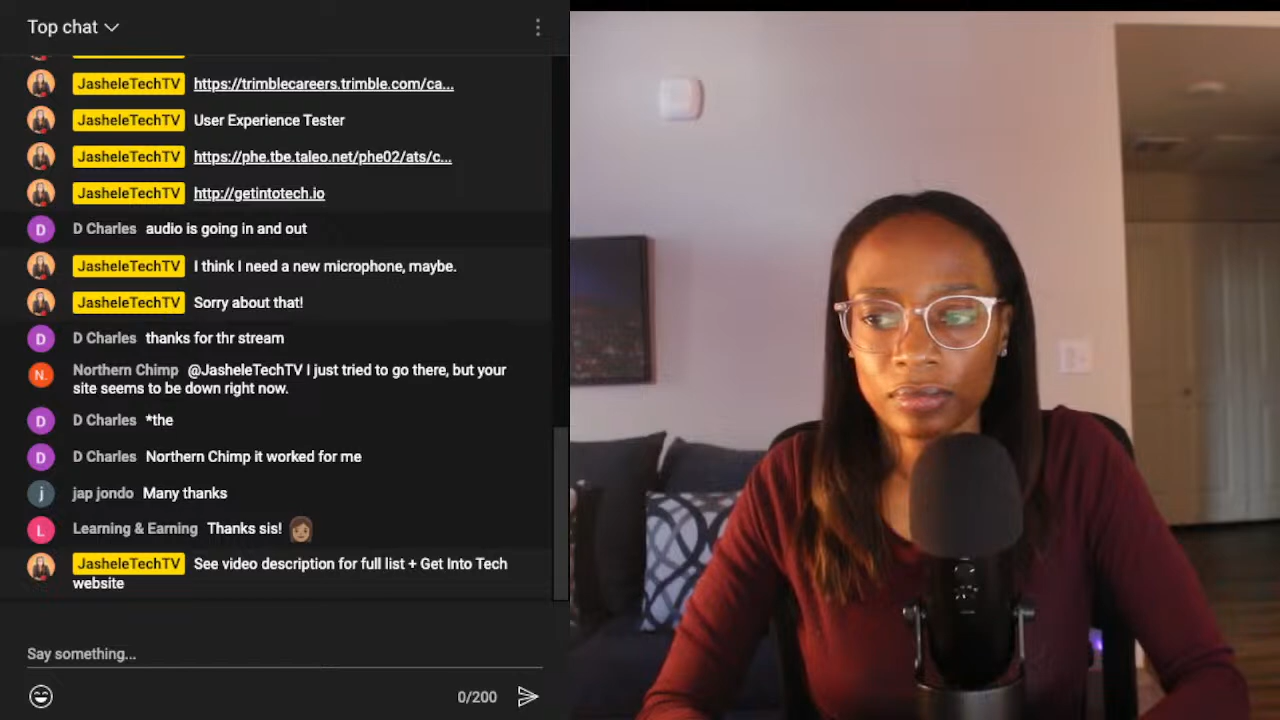 Top chat
JasheleTechTV https://trimblecareers.trimble.com/ca...
JasheleTechTV User Experience Tester
JasheleTechTV https://phe.tbe.taleo.net/phe02/ats/c...
JasheleTechTV http://getintotech.io
D D Charles audio is going in and out
JasheleTechTV I think I need a new microphone, maybe.
JasheleTechTV Sorry about that!
D D Charles thanks for thr stream
N. Northern Chimp @JasheleTechTV I just tried to go there, but your
site seems to be down right now.
D D Charles *the
D D Charles Northern Chimp it worked for me
j jap jondo Many thanks
L Learning & Earning Thanks sis!
JasheleTechTV See video description for full list + Get Into Tech
website
Say something...
0/200